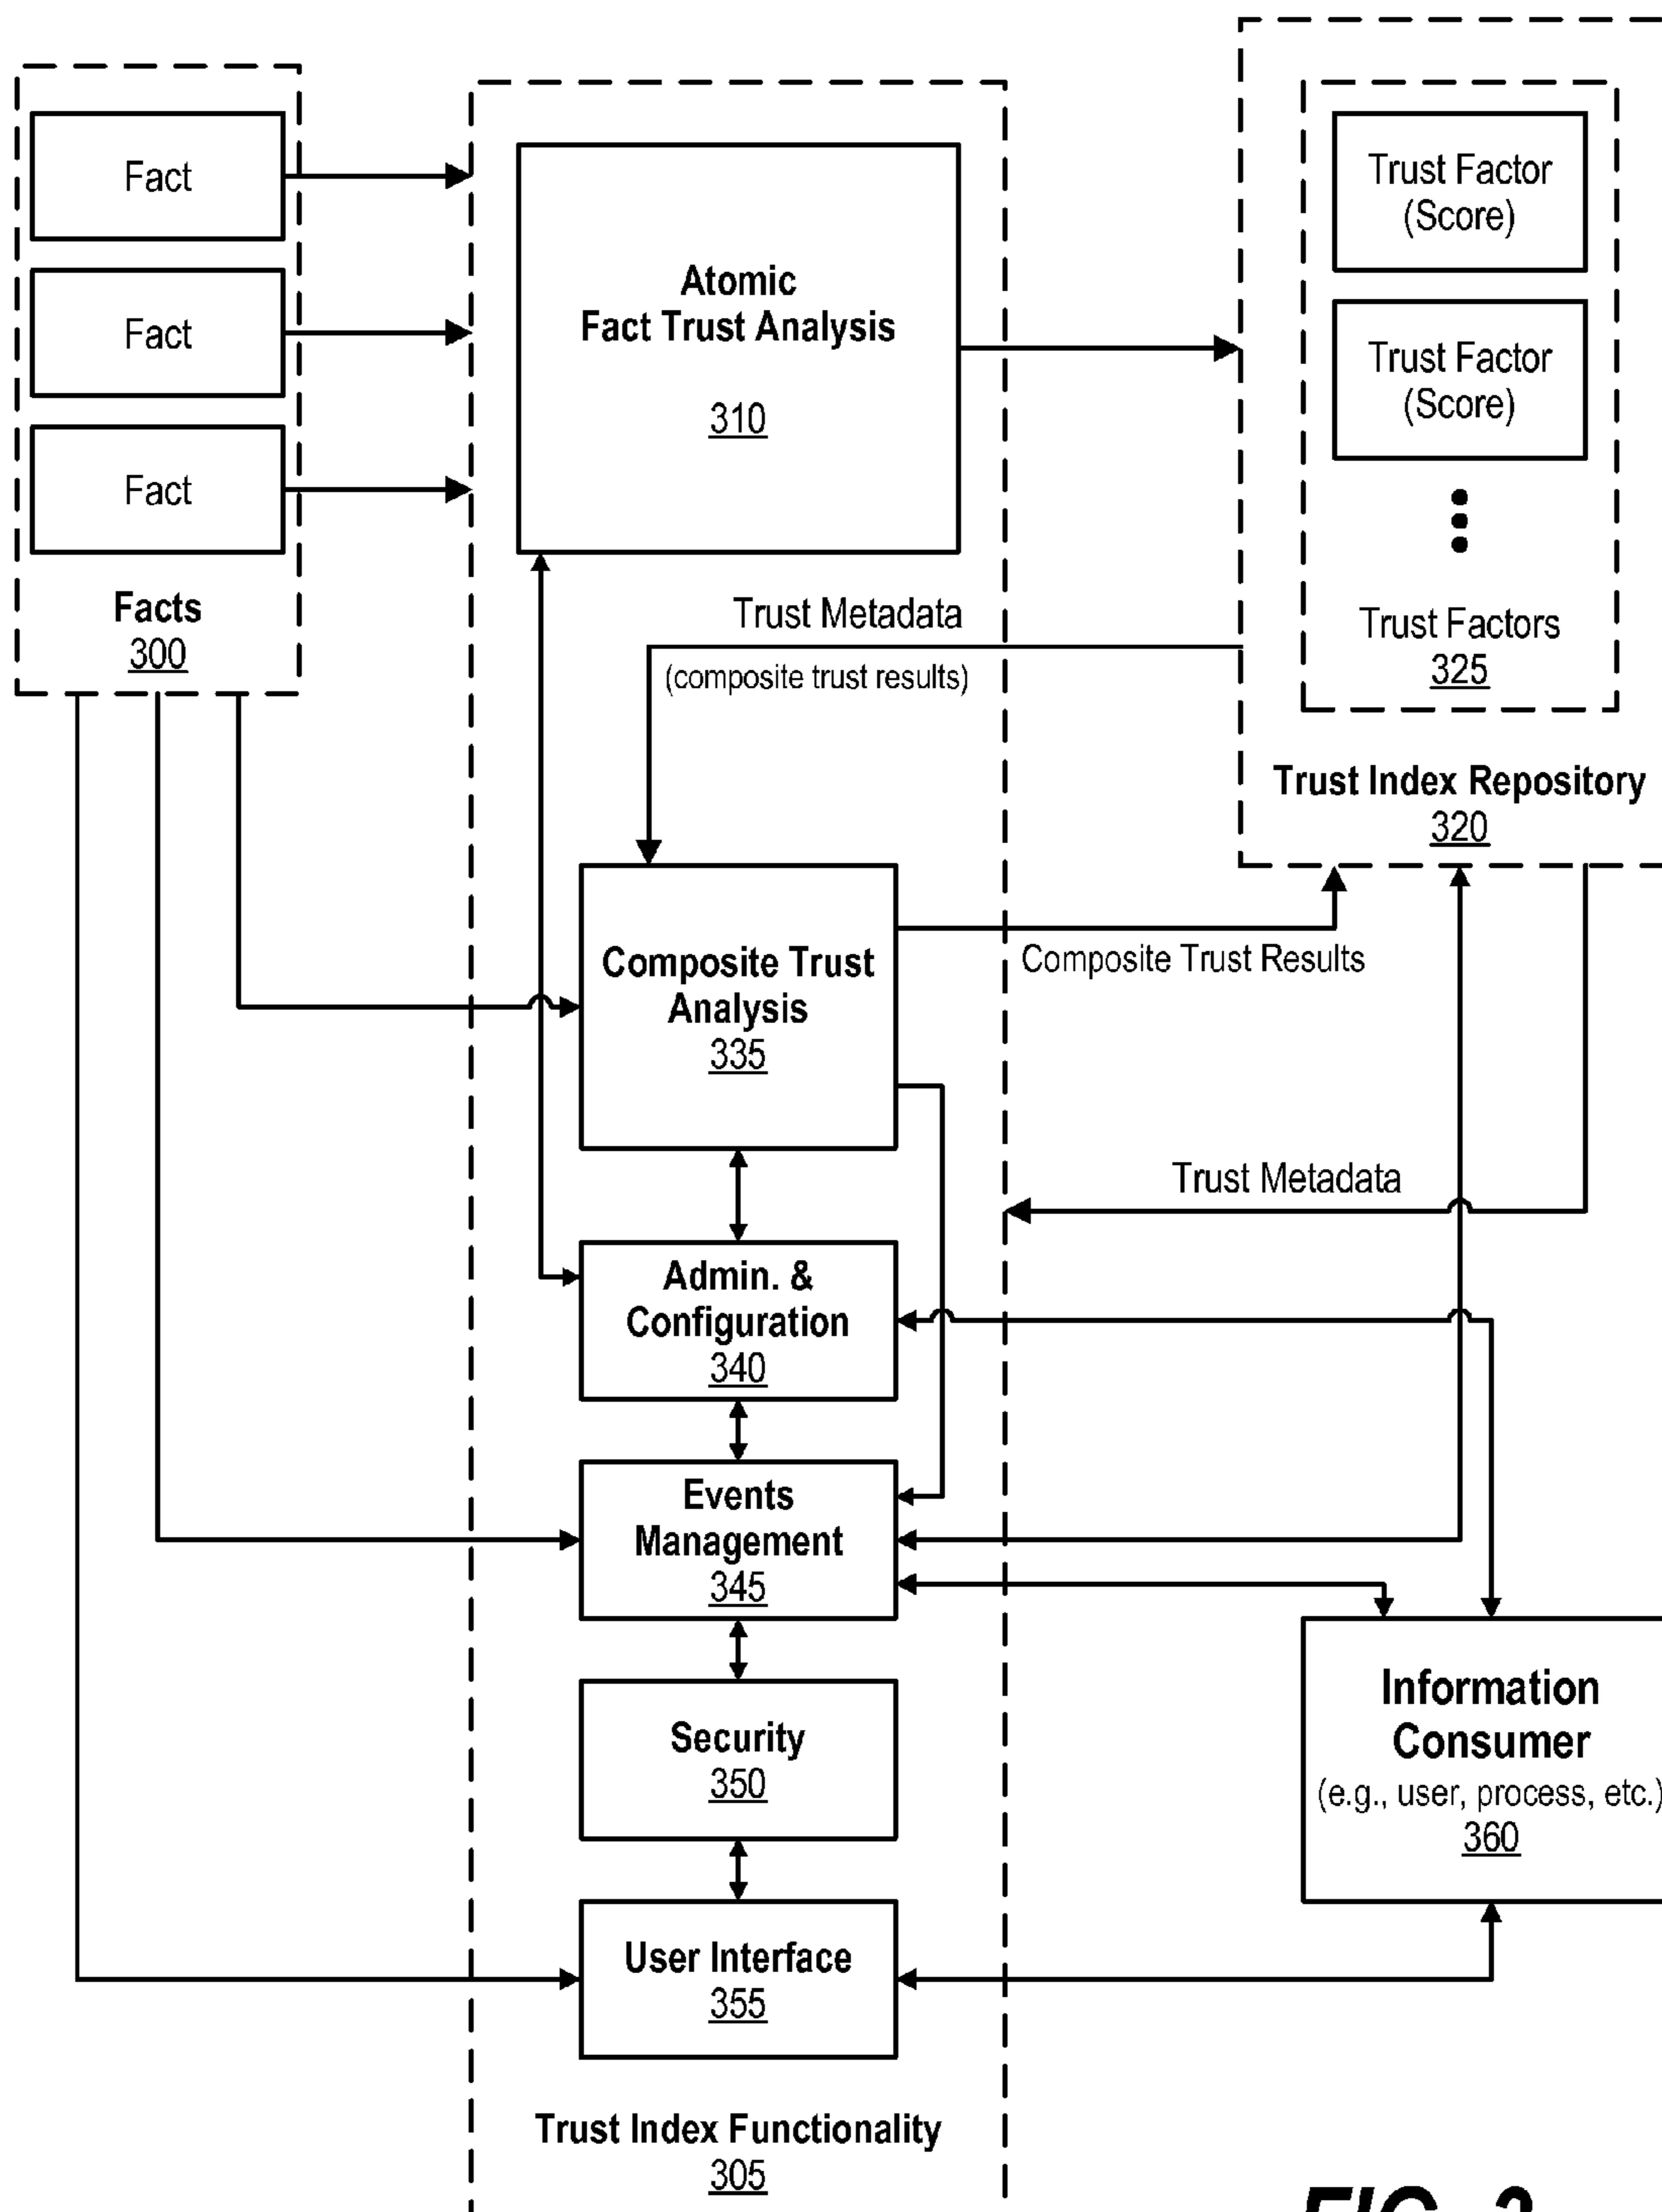 Fact
Fact
Fact
Facts
300
Atomic
Fact Trust Analysis
310
Trust Factor
(Score)
Trust Factor
(Score)
Trust Factors
325
Trust Index Repository
320
Trust Metadata
(composite trust results)
Composite Trust
Analysis
335
Composite Trust Results
Trust Metadata
Admin. &
Configuration
340
Events
Management
345
Security
350
User Interface
355
Information
Consumer
(e.g., user, process, etc.)
360
Trust Index Functionality
305